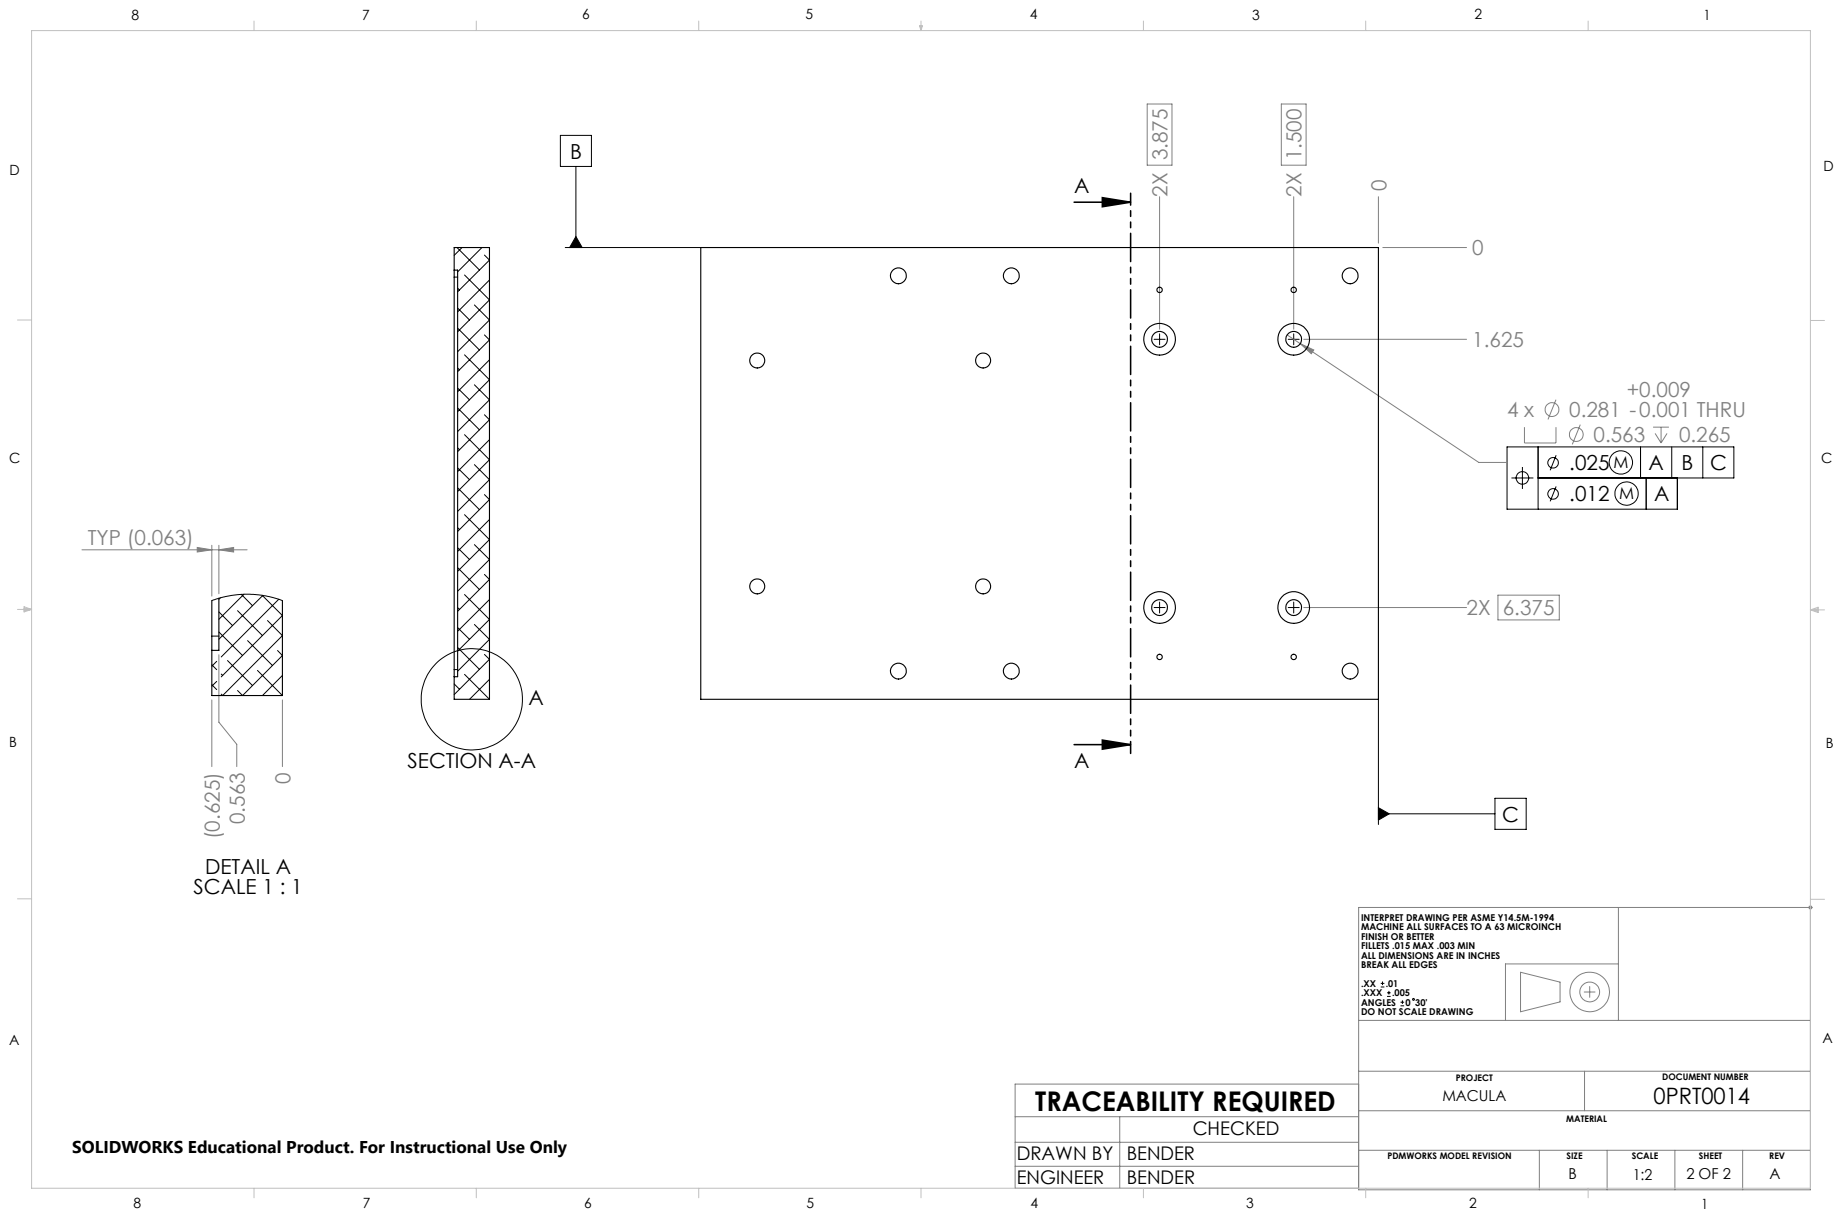 8 7 6 5 4 3 2 1
D
C
B
A
D
C
B
A
B
A
A
2X 3.875
2X 1.500
0
0
1.625
+0.009
4 x Ø 0.281 -0.001 THRU
⌴ Ø 0.563 ↧ 0.265
⌖ Ø .025 Ⓜ A B C
Ø .012 Ⓜ A
2X 6.375
C
TYP (0.063)
(0.625)
0.563
0
DETAIL A
SCALE 1 : 1
A
SECTION A-A
INTERPRET DRAWING PER ASME Y14.5M-1994
MACHINE ALL SURFACES TO A 63 MICROINCH
FINISH OR BETTER
FILLETS .015 MAX .003 MIN
ALL DIMENSIONS ARE IN INCHES
BREAK ALL EDGES
.XX ±.01
.XXX ±.005
ANGLES ±0°30'
DO NOT SCALE DRAWING
PROJECT
MACULA
DOCUMENT NUMBER
0PRT0014
MATERIAL
PDMWORKS MODEL REVISION
SIZE
B
SCALE
1:2
SHEET
2 OF 2
REV
A
TRACEABILITY REQUIRED
CHECKED
DRAWN BY BENDER
ENGINEER BENDER
SOLIDWORKS Educational Product. For Instructional Use Only
8 7 6 5 4 3 2 1